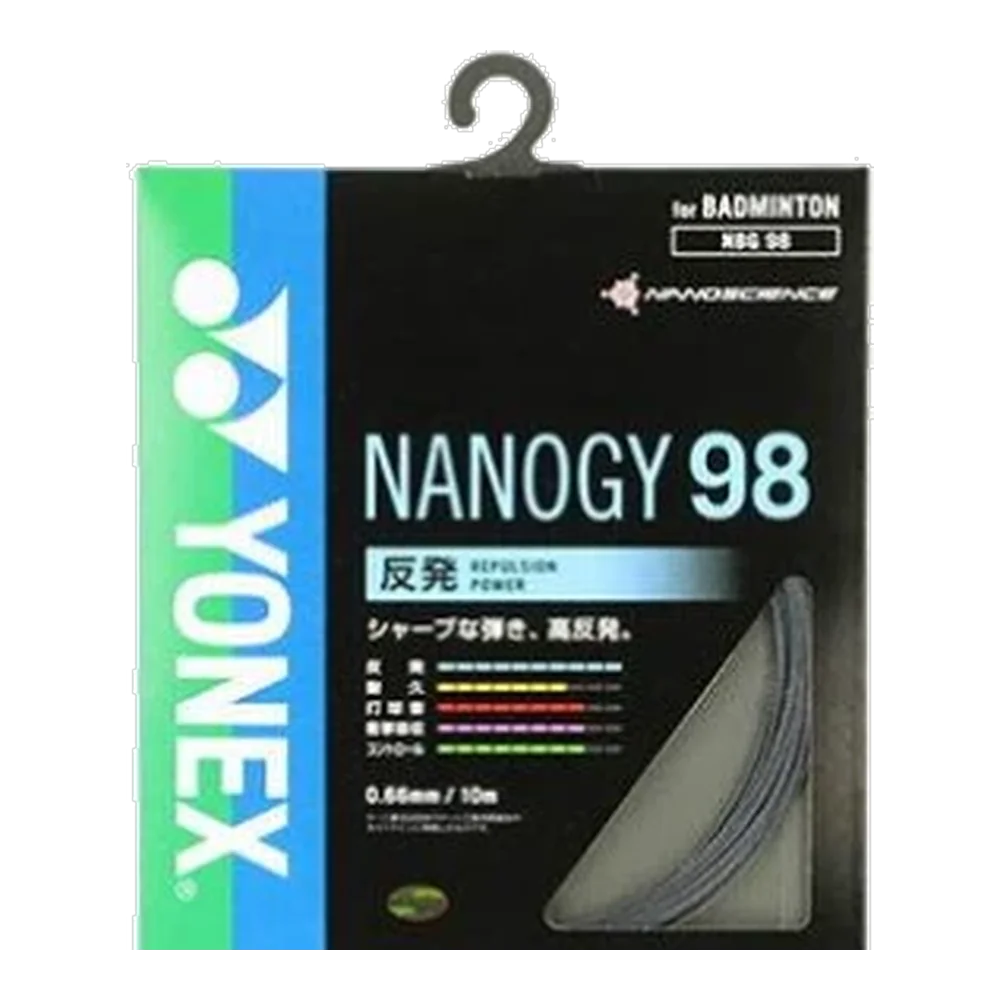 for BADMINTON
NBG 98
NANOSCIENCE
YONEX®
NANOGY 98
反発 REPULSION POWER
シャープな弾き、高反発。
反発
耐久
打球音
衝撃吸収
コントロール
0.66mm / 10m